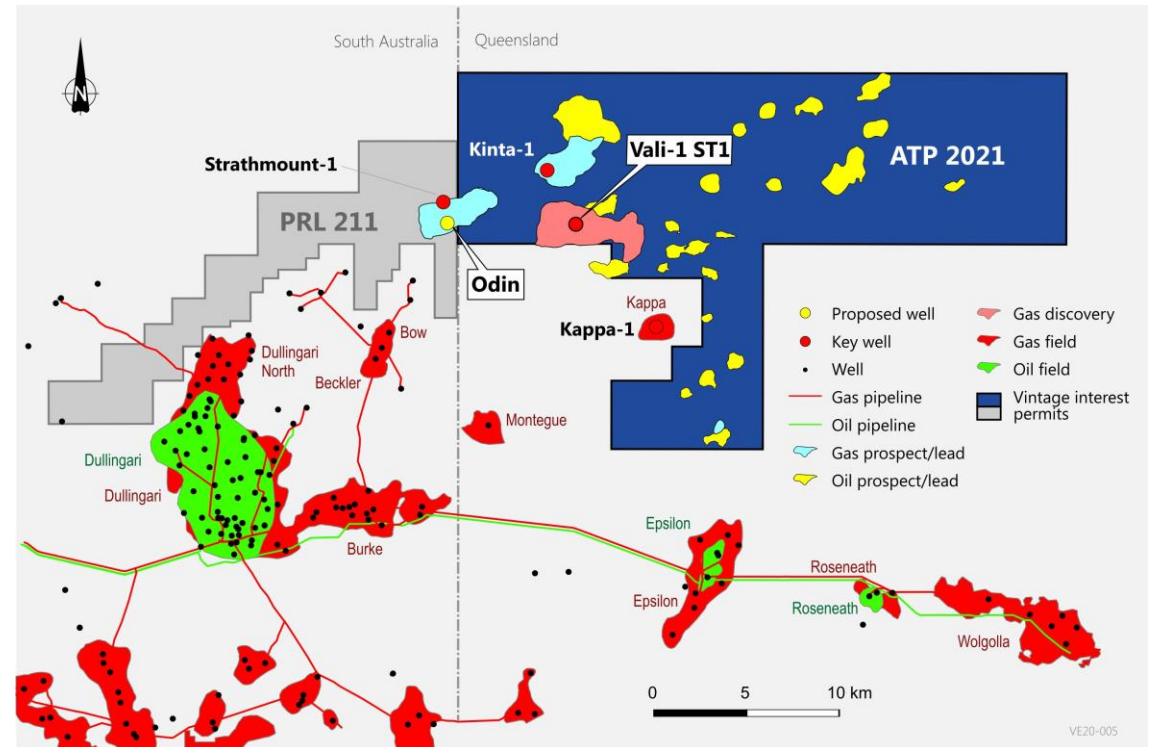 South Australia
Queensland
N
Kinta-1
Vali-1 ST1
ATP 2021
Strathmount-1
PRL 211
Odin
Kappa
Kappa-1
Bow
Dullingari
North
Beckler
Montegue
Dullingari
Dullingari
Burke
Epsilon
Epsilon
Roseneath
Roseneath
Wolgolla
Proposed well
Key well
Well
Gas pipeline
Oil pipeline
Gas prospect/lead
Oil prospect/lead
Gas discovery
Gas field
Oil field
Vintage interest
permits
0 5 10 km
VE20-005